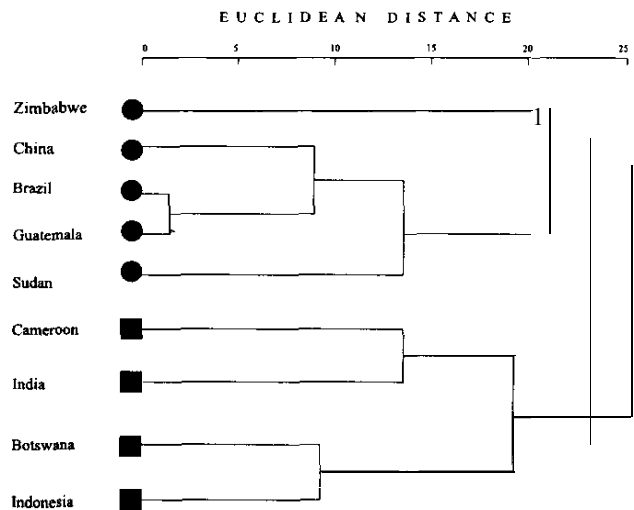 EUCLIDEAN DISTANCE
0 5 10 15 20 25
Zimbabwe
1
China
Brazil
Guatemala
Sudan
Cameroon
India
Botswana
Indonesia